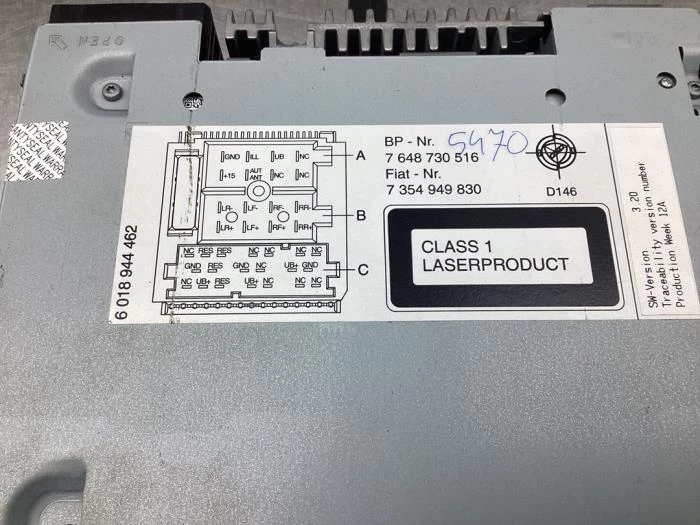 OPEN
BP - Nr.
5470
7 648 730 516
Fiat - Nr.
7 354 949 830
D146
CLASS 1
LASERPRODUCT
6 018 944 462
GND ILL UB NC
A
+15 AUT ANT NC NC
LR- LF- RF- RR-
B
LR+ LF+ RF+ RR+
NC RES RES NC NC NC NC
GND RES GND NC UB+ GND
C
NC UB+ RES UB+ NC NC NC
SW-Version 3.20
Traceability version number
Production Week 12A